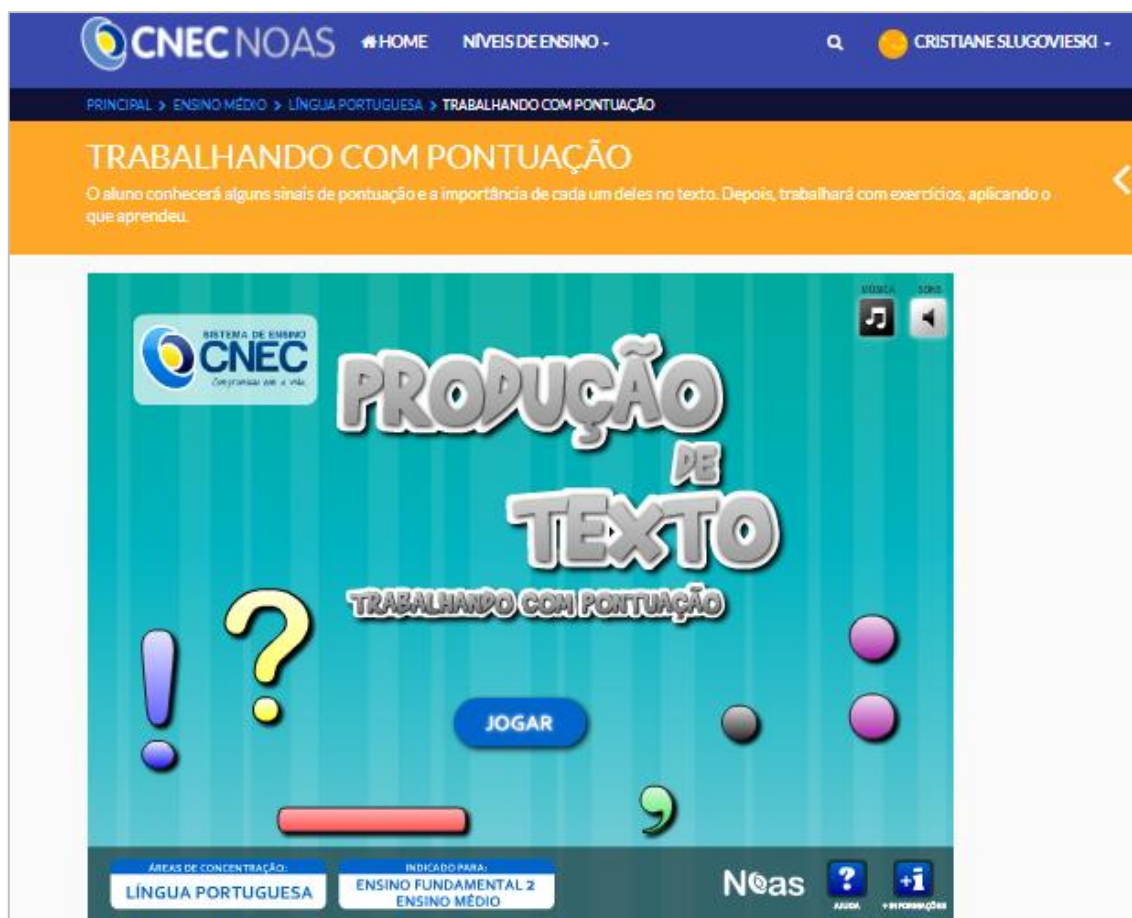 CNEC NOAS HOME NÍVEIS DE ENSINO CRISTIANE SLUGOVIESKI
PRINCIPAL > ENSINO MÉDIO > LÍNGUA PORTUGUESA > TRABALHANDO COM PONTUAÇÃO
TRABALHANDO COM PONTUAÇÃO
O aluno conhecerá alguns sinais de pontuação e a importância de cada um deles no texto. Depois, trabalhará com exercícios, aplicando o
que aprendeu.
MÚSICA SONS
SISTEMA DE ENSINO
CNEC
Compromisso com a vida.
PRODUÇÃO
DE
TEXTO
TRABALHANDO COM PONTUAÇÃO
! ? : . , –
JOGAR
ÁREAS DE CONCENTRAÇÃO:
LÍNGUA PORTUGUESA
INDICADO PARA:
ENSINO FUNDAMENTAL 2
ENSINO MÉDIO
Noas
?
AJUDA
+i
+ INFORMAÇÕES